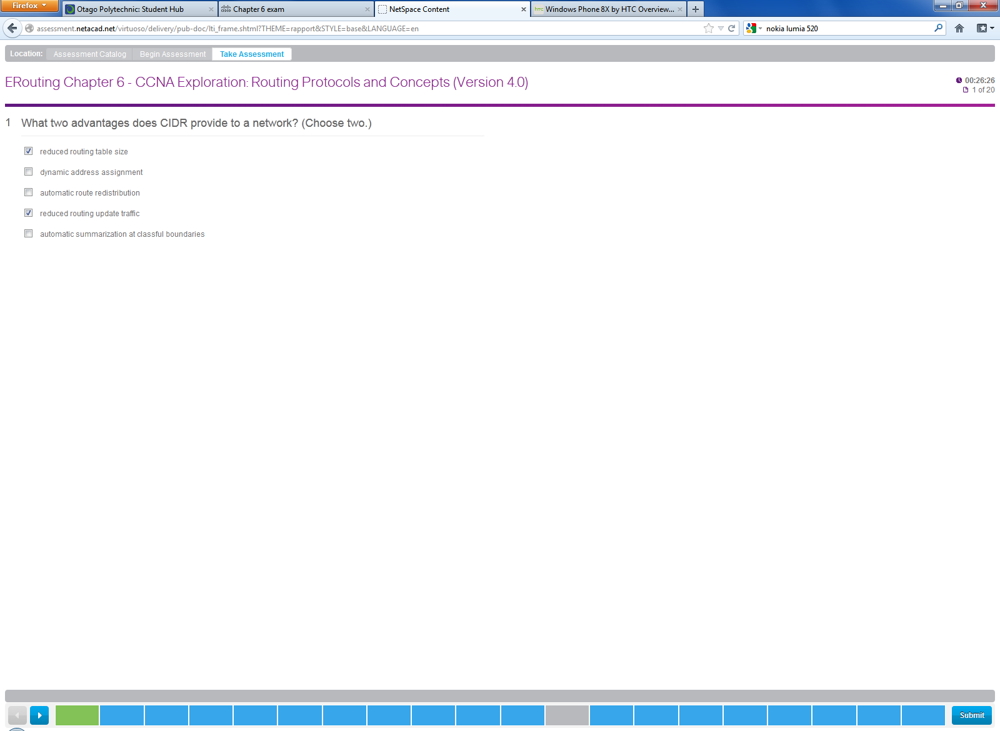 Firefox
Otago Polytechnic: Student Hub
Chapter 6 exam
NetSpace Content
Windows Phone 8X by HTC Overview...
assessment.netacad.net/virtuoso/delivery/pub-doc/lti_frame.shtml?THEME=rapport&STYLE=base&LANGUAGE=en
nokia lumia 520
Location: Assessment Catalog Begin Assessment Take Assessment
ERouting Chapter 6 - CCNA Exploration: Routing Protocols and Concepts (Version 4.0)
00:26:26
1 of 20
1 What two advantages does CIDR provide to a network? (Choose two.)
reduced routing table size
dynamic address assignment
automatic route redistribution
reduced routing update traffic
automatic summarization at classful boundaries
Submit